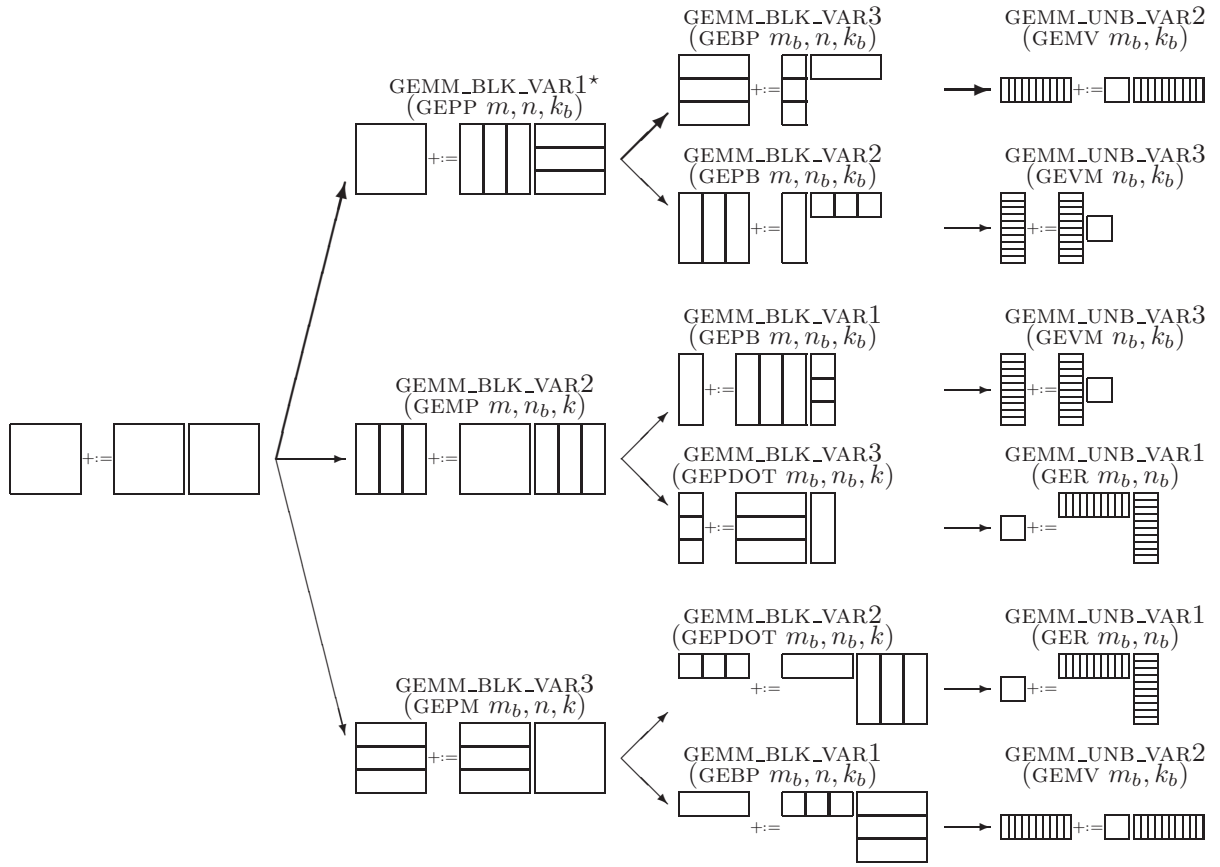 GEMM_BLK_VAR3
(GEBP m_b, n, k_b)
+:=
GEMM_UNB_VAR2
(GEMV m_b, k_b)
+:=
GEMM_BLK_VAR1⋆
(GEPP m, n, k_b)
+:=
GEMM_BLK_VAR2
(GEPB m, n_b, k_b)
+:=
GEMM_UNB_VAR3
(GEVM n_b, k_b)
+:=
GEMM_BLK_VAR1
(GEPB m, n_b, k_b)
+:=
GEMM_UNB_VAR3
(GEVM n_b, k_b)
+:=
+:=
GEMM_BLK_VAR2
(GEMP m, n_b, k)
+:=
GEMM_BLK_VAR3
(GEPDOT m_b, n_b, k)
+:=
GEMM_UNB_VAR1
(GER m_b, n_b)
+:=
GEMM_BLK_VAR2
(GEPDOT m_b, n_b, k)
+:=
GEMM_UNB_VAR1
(GER m_b, n_b)
+:=
GEMM_BLK_VAR3
(GEPM m_b, n, k)
+:=
GEMM_BLK_VAR1
(GEBP m_b, n, k_b)
+:=
GEMM_UNB_VAR2
(GEMV m_b, k_b)
+:=